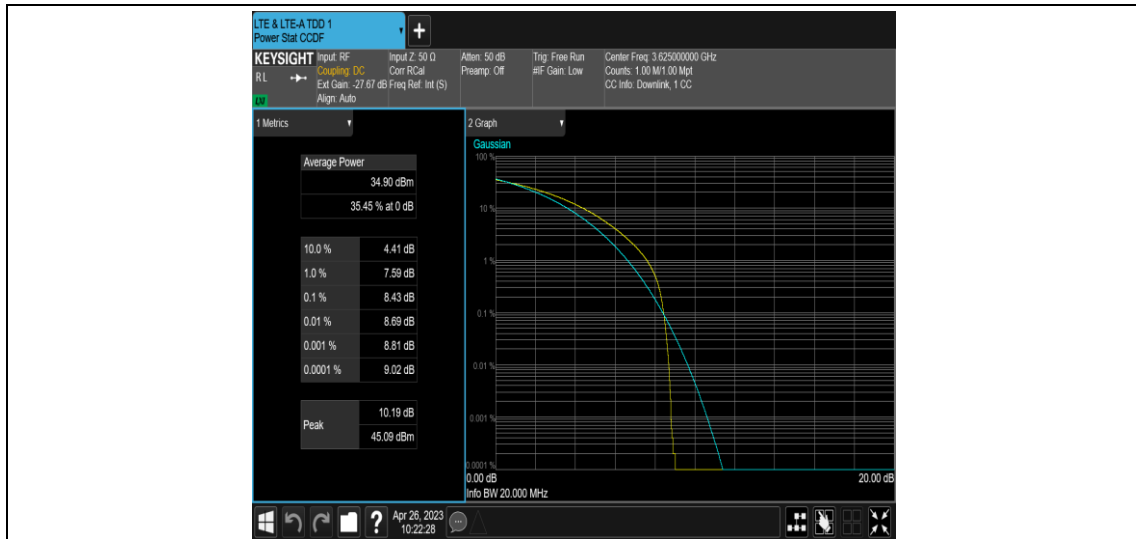 LTE & LTE-A TDD 1
Power Stat CCDF
KEYSIGHT
R L
LXI
Input: RF
Coupling: DC
Ext Gain: -27.67 dB
Align: Auto
Input Z: 50 Ω
Corr RCal
Freq Ref: Int (S)
Atten: 50 dB
Preamp: Off
Trig: Free Run
#IF Gain: Low
Center Freq: 3.625000000 GHz
Counts: 1.00 M/1.00 Mpt
CC Info: Downlink, 1 CC
1 Metrics
Average Power
34.90 dBm
35.45 % at 0 dB
10.0 % 4.41 dB
1.0 % 7.59 dB
0.1 % 8.43 dB
0.01 % 8.69 dB
0.001 % 8.81 dB
0.0001 % 9.02 dB
Peak
10.19 dB
45.09 dBm
2 Graph
Gaussian
100 %
10 %
1 %
0.1 %
0.01 %
0.001 %
0.0001 %
0.00 dB
20.00 dB
Info BW 20.000 MHz
?
Apr 26, 2023
10:22:28